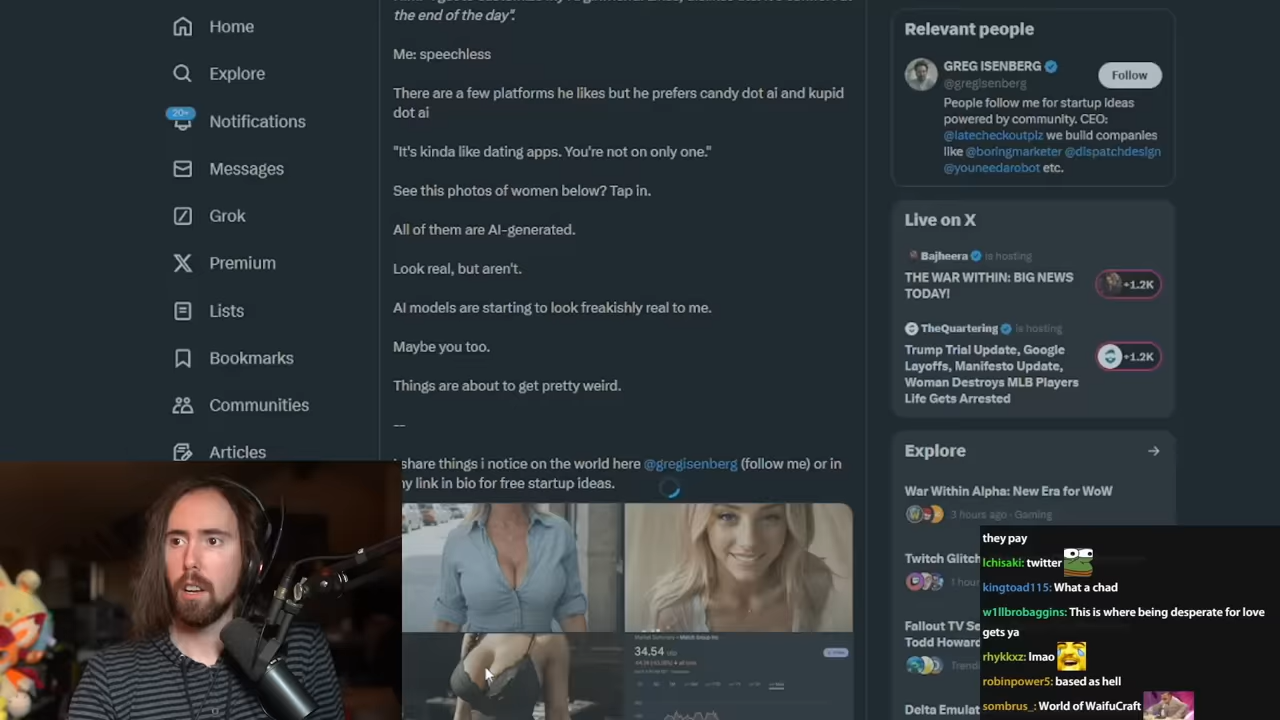 Home
Explore
20+
Notifications
Messages
Grok
Premium
Lists
Bookmarks
Communities
Articles
the end of the day".
Me: speechless
There are a few platforms he likes but he prefers candy dot ai and kupid
dot ai
"It's kinda like dating apps. You're not on only one."
See this photos of women below? Tap in.
All of them are AI-generated.
Look real, but aren't.
AI models are starting to look freakishly real to me.
Maybe you too.
Things are about to get pretty weird.
—
share things i notice on the world here @gregisenberg (follow me) or in
my link in bio for free startup ideas.
34.54
Relevant people
GREG ISENBERG
Follow
@gregisenberg
People follow me for startup ideas
powered by community. CEO:
@latecheckoutplz we build companies
like @boringmarketer @dispatchdesign
@youneedarobot etc.
Live on X
Bajheera is hosting
THE WAR WITHIN: BIG NEWS
TODAY!
+1.2K
TheQuartering is hosting
Trump Trial Update, Google
Layoffs, Manifesto Update,
Woman Destroys MLB Players
Life Gets Arrested
+1.2K
Explore
War Within Alpha: New Era for WoW
3 hours ago · Gaming
Twitch Glitch
1 hour
Fallout TV Se
Todd Howard
Trendi
Delta Emulat
they pay
Ichisaki: twitter
kingtoad115: What a chad
w1llbrobaggins: This is where being desperate for love
gets ya
rhykkxz: lmao
robinpower5: based as hell
sombrus_: World of WaifuCraft